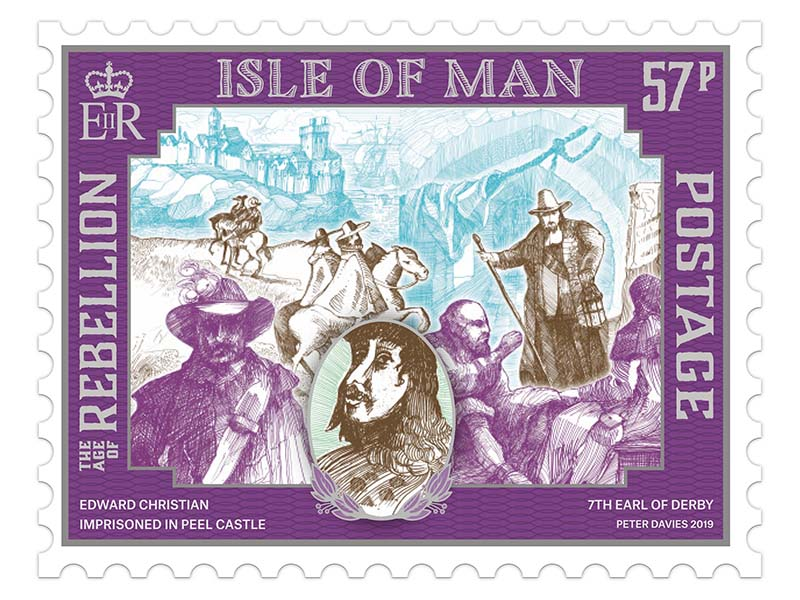 ISLE OF MAN
EIIR
57P
THE AGE OF REBELLION
POSTAGE
EDWARD CHRISTIAN
IMPRISONED IN PEEL CASTLE
7TH EARL OF DERBY
PETER DAVIES 2019